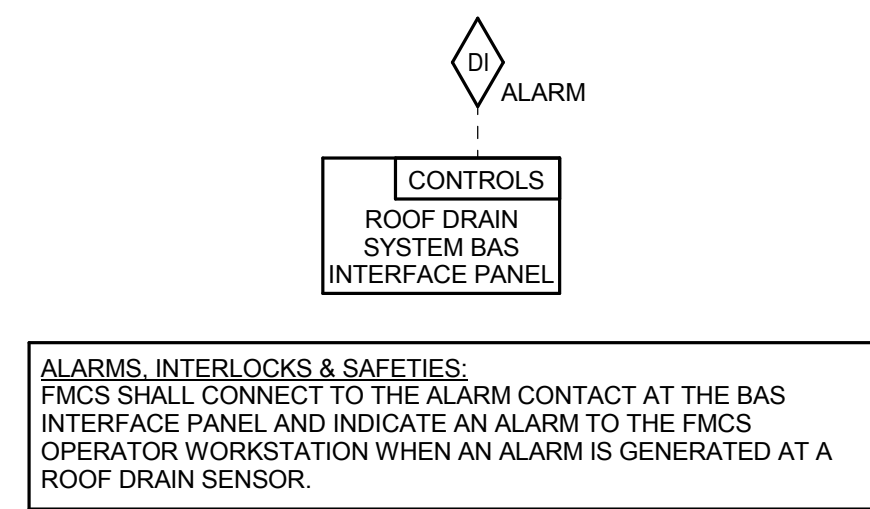 DI
ALARM
CONTROLS
ROOF DRAIN
SYSTEM BAS
INTERFACE PANEL
ALARMS, INTERLOCKS & SAFETIES:
FMCS SHALL CONNECT TO THE ALARM CONTACT AT THE BAS
INTERFACE PANEL AND INDICATE AN ALARM TO THE FMCS
OPERATOR WORKSTATION WHEN AN ALARM IS GENERATED AT A
ROOF DRAIN SENSOR.